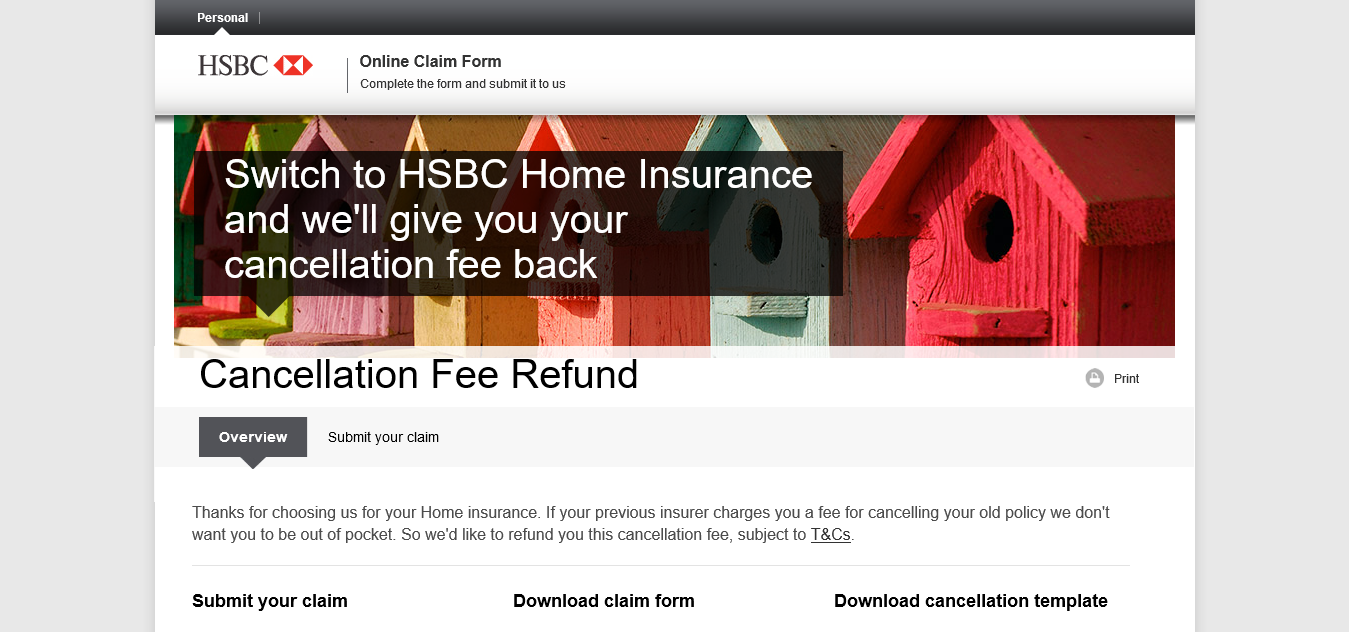 Personal
HSBC
Online Claim Form
Complete the form and submit it to us
Switch to HSBC Home Insurance
and we'll give you your
cancellation fee back
Cancellation Fee Refund
Print
Overview
Submit your claim
Thanks for choosing us for your Home insurance. If your previous insurer charges you a fee for cancelling your old policy we don't
want you to be out of pocket. So we'd like to refund you this cancellation fee, subject to T&Cs.
Submit your claim
Download claim form
Download cancellation template